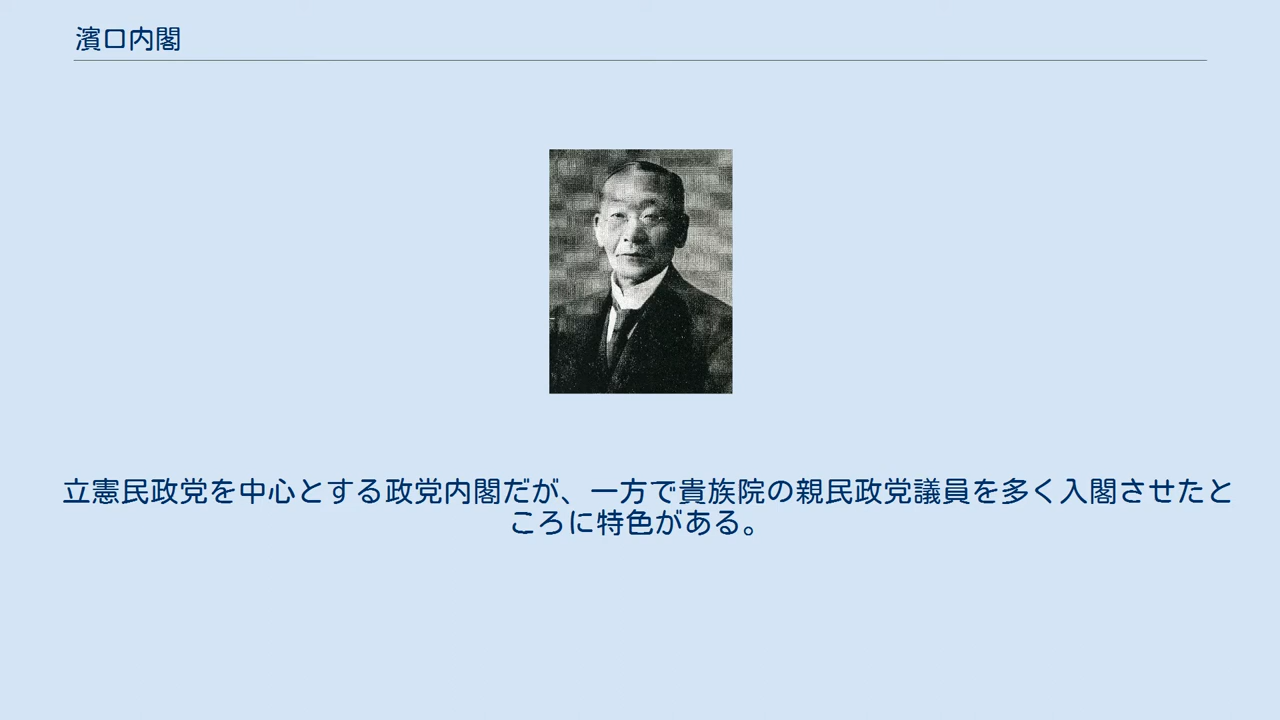 濱口内閣
立憲民政党を中心とする政党内閣だが、一方で貴族院の親民政党議員を多く入閣させたと
ころに特色がある。